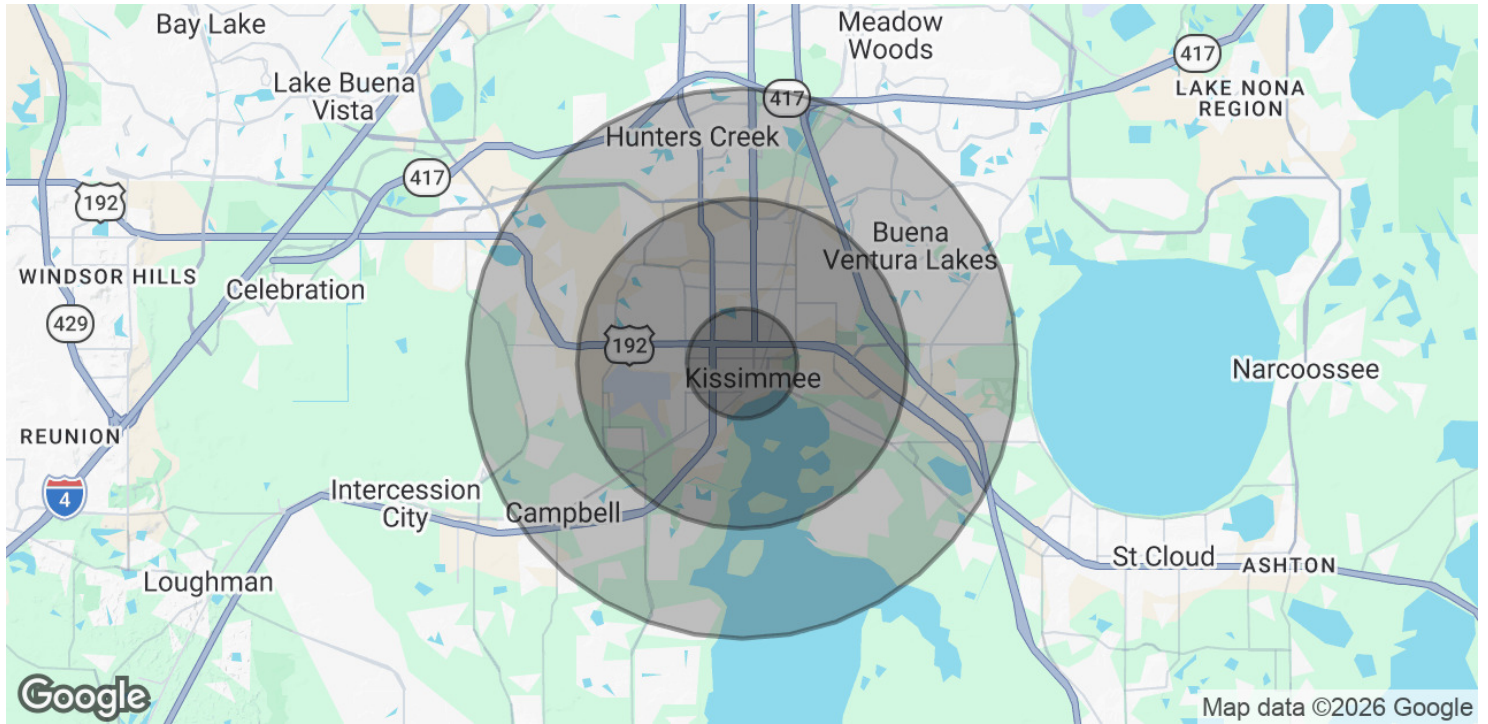 Bay Lake
Meadow
Woods
417
Lake Buena
Vista
LAKE NONA
REGION
417
Hunters Creek
417
192
Buena
Ventura Lakes
WINDSOR HILLS
Celebration
429
192
Kissimmee
Narcoossee
REUNION
4
Intercession
City
Campbell
St Cloud
ASHTON
Loughman
Google
Map data ©2026 Google